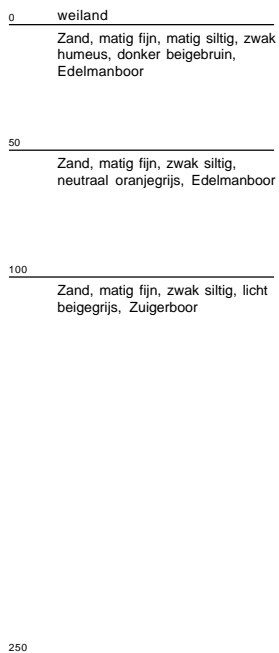 0 weiland
Zand, matig fijn, matig siltig, zwak
humeus, donker beigebruin,
Edelmanboor
50
Zand, matig fijn, zwak siltig,
neutraal oranjegrijs, Edelmanboor
100
Zand, matig fijn, zwak siltig, licht
beigegrijs, Zuigerboor
250